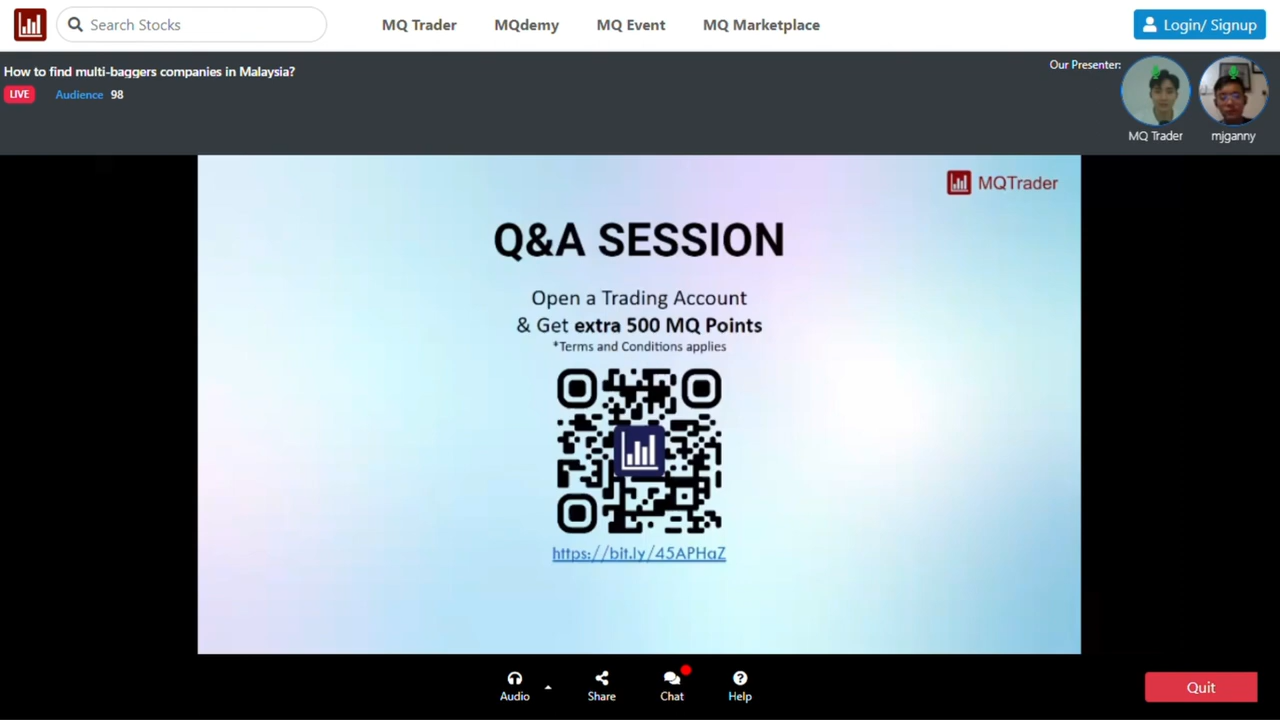 Search Stocks
MQ Trader
MQdemy
MQ Event
MQ Marketplace
Login/ Signup
How to find multi-baggers companies in Malaysia?
LIVE
Audience 98
Our Presenter:
MQ Trader
mjganny
MQTrader
Q&A SESSION
Open a Trading Account
& Get extra 500 MQ Points
*Terms and Conditions applies
https://bit.ly/45APHaZ
Audio
Share
Chat
Help
Quit